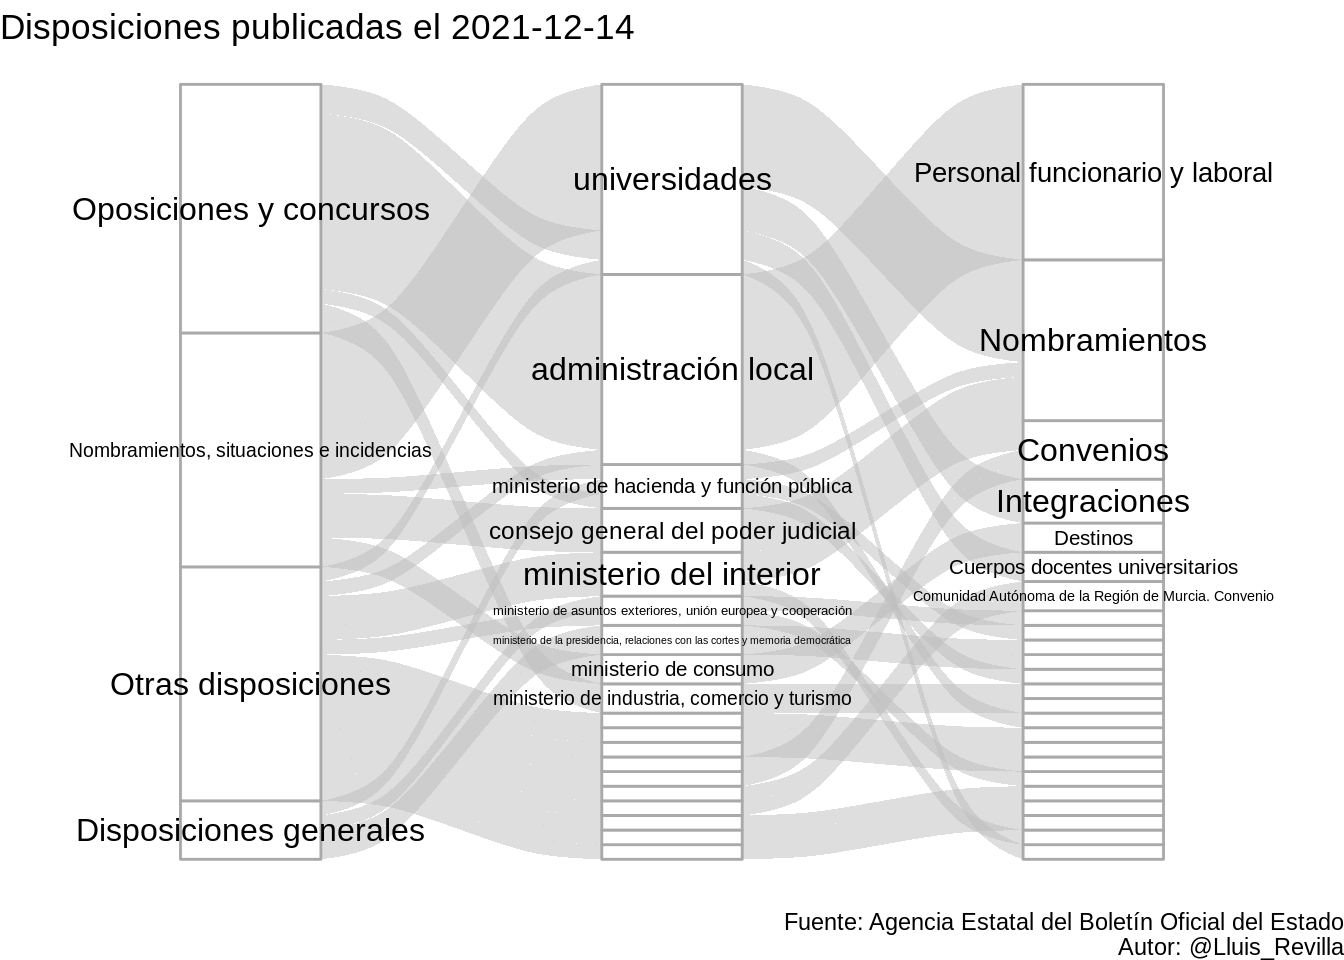 Disposiciones publicadas el 2021-12-14
Oposiciones y concursos
Nombramientos, situaciones e incidencias
Otras disposiciones
Disposiciones generales
universidades
administración local
ministerio de hacienda y función pública
consejo general del poder judicial
ministerio del interior
ministerio de asuntos exteriores, unión europea y cooperación
ministerio de la presidencia, relaciones con las cortes y memoria democrática
ministerio de consumo
ministerio de industria, comercio y turismo
Personal funcionario y laboral
Nombramientos
Convenios
Integraciones
Destinos
Cuerpos docentes universitarios
Comunidad Autónoma de la Región de Murcia. Convenio
Fuente: Agencia Estatal del Boletín Oficial del Estado
Autor: @Lluis_Revilla